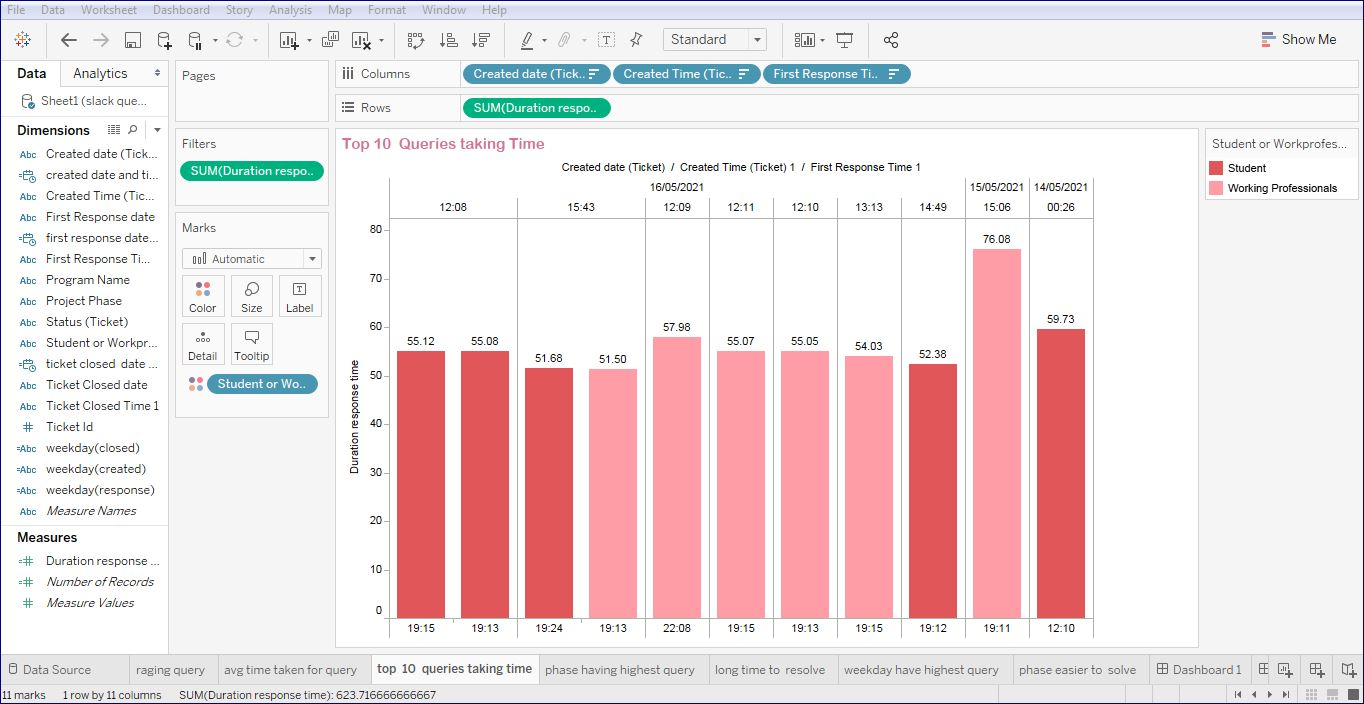 File Data Worksheet Dashboard Story Analysis Map Format Window Help
Standard
Show Me
Data Analytics
Sheet1 (slack que...
Dimensions
Created date (Tick...
created date and ti...
Created Time (Tic...
First Response date
first response date...
First Response Ti...
Program Name
Project Phase
Status (Ticket)
Student or Workpr...
ticket closed date ...
Ticket Closed date
Ticket Closed Time 1
Ticket Id
weekday(closed)
weekday(created)
weekday(response)
Measure Names
Measures
Duration response ...
Number of Records
Measure Values
Pages
Filters
SUM(Duration respo..
Marks
Automatic
Color Size Label
Detail Tooltip
Student or Wo..
Columns Created date (Tick.. Created Time (Tic.. First Response Ti..
Rows SUM(Duration respo..
Top 10 Queries taking Time
Created date (Ticket) / Created Time (Ticket) 1 / First Response Time 1
16/05/2021 15/05/2021 14/05/2021
12:08 15:43 12:09 12:11 12:10 13:13 14:49 15:06 00:26
Duration response time
80
70
60
50
40
30
20
10
0
55.12 55.08 51.68 51.50 57.98 55.07 55.05 54.03 52.38 76.08 59.73
19:15 19:13 19:24 19:13 22:08 19:15 19:13 19:15 19:12 19:11 12:10
Student or Workprofes...
Student
Working Professionals
Data Source raging query avg time taken for query top 10 queries taking time phase having highest query long time to resolve weekday have highest query phase easier to solve Dashboard 1
11 marks 1 row by 11 columns SUM(Duration response time): 623.716666666667